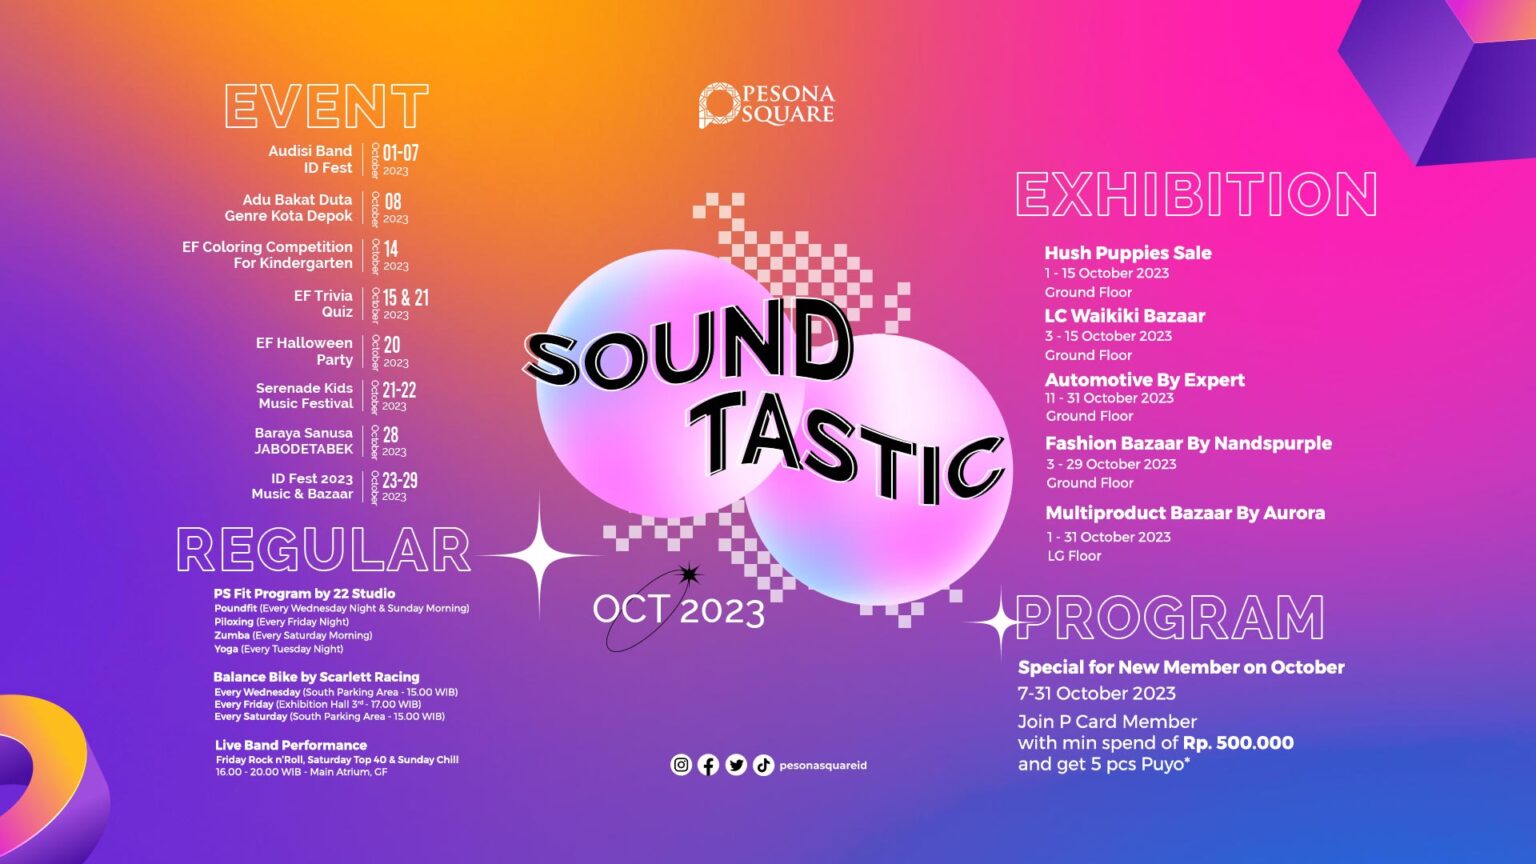 PESONA
SQUARE
EVENT
Audisi Band
ID Fest
October
01-07
2023
Adu Bakat Duta
Genre Kota Depok
October
08
2023
EF Coloring Competition
For Kindergarten
October
14
2023
EF Trivia
Quiz
October
15 & 21
2023
EF Halloween
Party
October
20
2023
Serenade Kids
Music Festival
October
21-22
2023
Baraya Sanusa
JABODETABEK
October
28
2023
ID Fest 2023
Music & Bazaar
October
23-29
2023
REGULAR
PS Fit Program by 22 Studio
Poundfit (Every Wednesday Night & Sunday Morning)
Piloxing (Every Friday Night)
Zumba (Every Saturday Morning)
Yoga (Every Tuesday Night)
Balance Bike by Scarlett Racing
Every Wednesday (South Parking Area - 15.00 WIB)
Every Friday (Exhibition Hall 3rd - 17.00 WIB)
Every Saturday (South Parking Area - 15.00 WIB)
Live Band Performance
Friday Rock n'Roll, Saturday Top 40 & Sunday Chill
16.00 - 20.00 WIB - Main Atrium, GF
SOUND
TASTIC
OCT 2023
pesonasquareid
EXHIBITION
Hush Puppies Sale
1 - 15 October 2023
Ground Floor
LC Waikiki Bazaar
3 - 15 October 2023
Ground Floor
Automotive By Expert
11 - 31 October 2023
Ground Floor
Fashion Bazaar By Nandspurple
3 - 29 October 2023
Ground Floor
Multiproduct Bazaar By Aurora
1 - 31 October 2023
LG Floor
PROGRAM
Special for New Member on October
7-31 October 2023
Join P Card Member
with min spend of Rp. 500.000
and get 5 pcs Puyo*